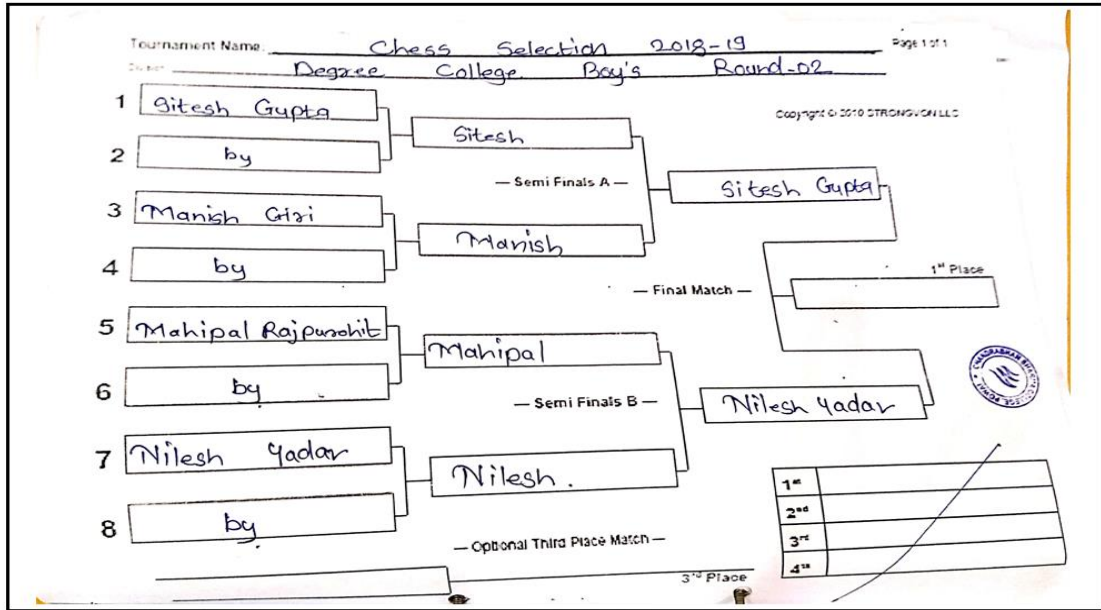 Tournament Name: Chess Selection 2018-19 Page 1 of 1
Division Degree College Boy's Round-02
Copyright © 2010 STRONGVON LLC
1 Sitesh Gupta
2 by
3 Manish Giri
4 by
5 Mahipal Rajpurohit
6 by
7 Nilesh Yadav
8 by
Sitesh
— Semi Finals A —
Manish
Mahipal
— Semi Finals B —
Nilesh.
Sitesh Gupta
— Final Match —
Nilesh Yadav
1st Place
— Optional Third Place Match —
3rd Place
1st
2nd
3rd
4th